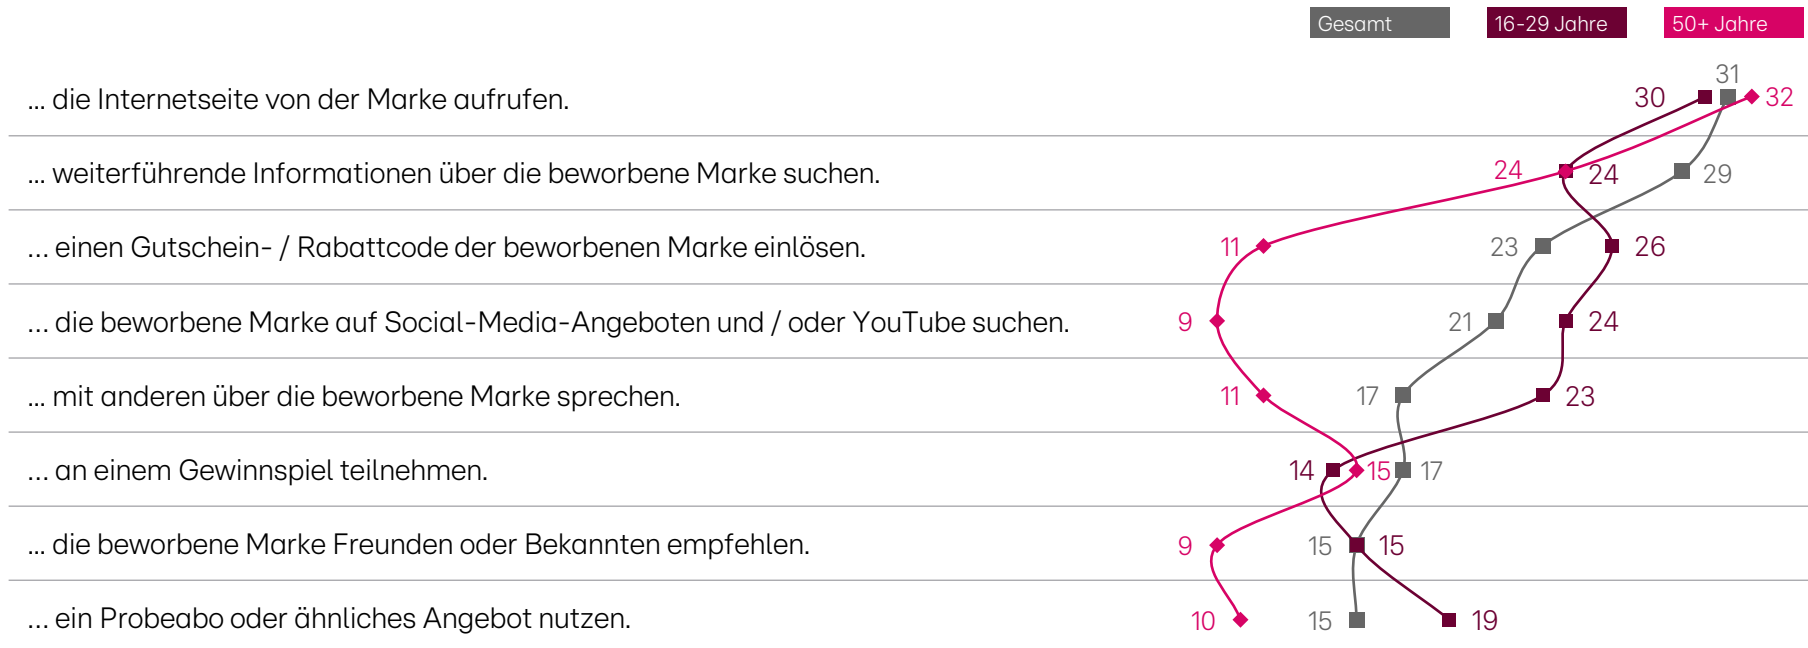 Gesamt 16-29 Jahre 50+ Jahre
31
... die Internetseite von der Marke aufrufen. 30 32
... weiterführende Informationen über die beworbene Marke suchen. 24 24 29
... einen Gutschein- / Rabattcode der beworbenen Marke einlösen. 11 23 26
... die beworbene Marke auf Social-Media-Angeboten und / oder YouTube suchen. 9 21 24
... mit anderen über die beworbene Marke sprechen. 11 17 23
... an einem Gewinnspiel teilnehmen. 14 15 17
... die beworbene Marke Freunden oder Bekannten empfehlen. 9 15 15
... ein Probeabo oder ähnliches Angebot nutzen. 10 15 19